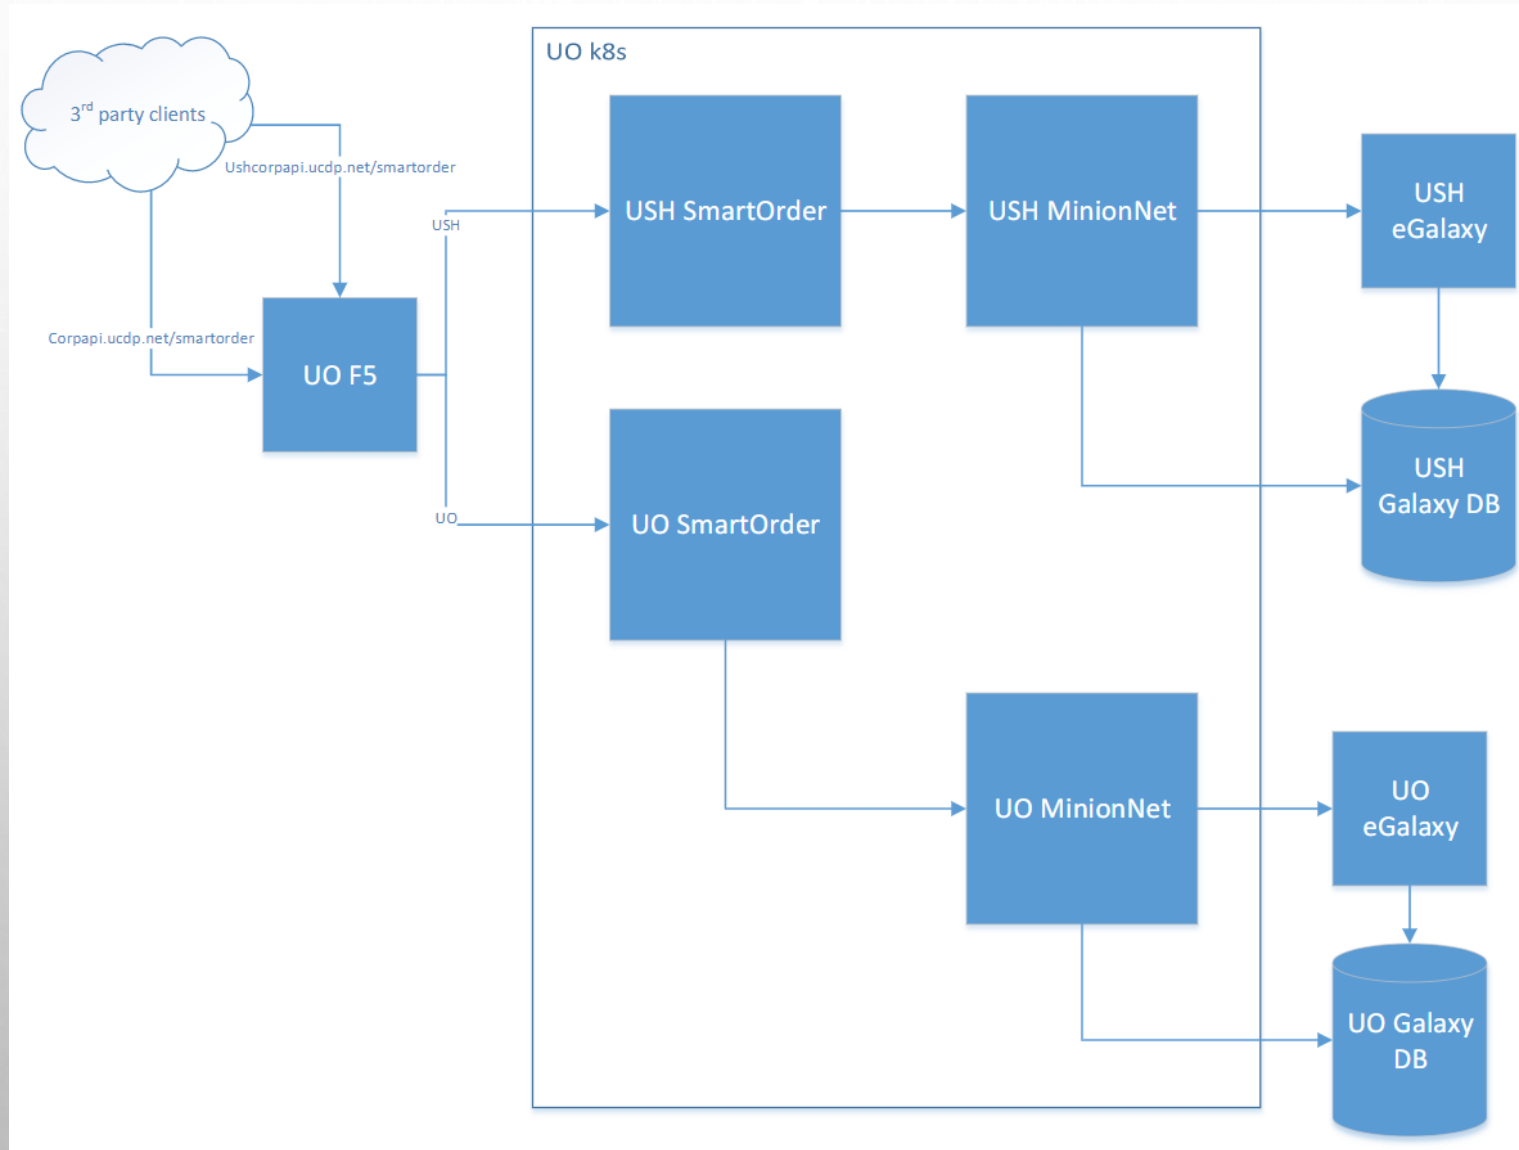 UO k8s
3rd party clients
Ushcorpapi.ucdp.net/smartorder
USH
USH SmartOrder
USH MinionNet
USH
eGalaxy
Corpapi.ucdp.net/smartorder
UO F5
UO
UO SmartOrder
USH
Galaxy DB
UO MinionNet
UO
eGalaxy
UO Galaxy
DB